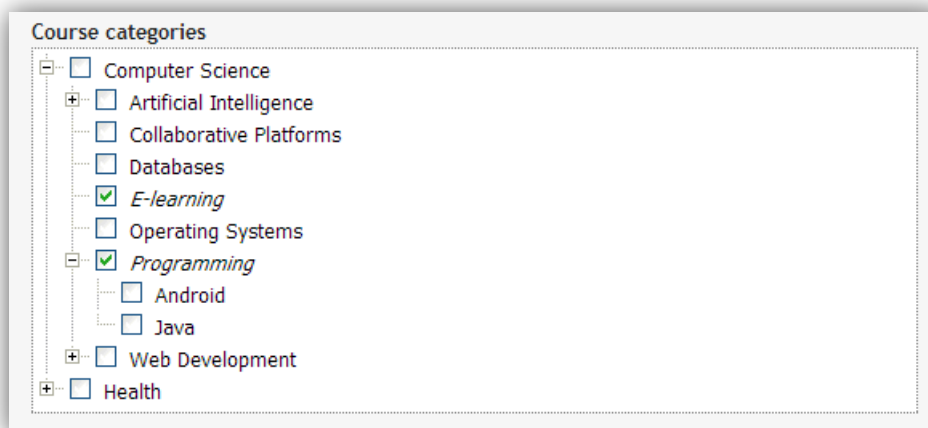 Course categories
Computer Science
Artificial Intelligence
Collaborative Platforms
Databases
E-learning
Operating Systems
Programming
Android
Java
Web Development
Health